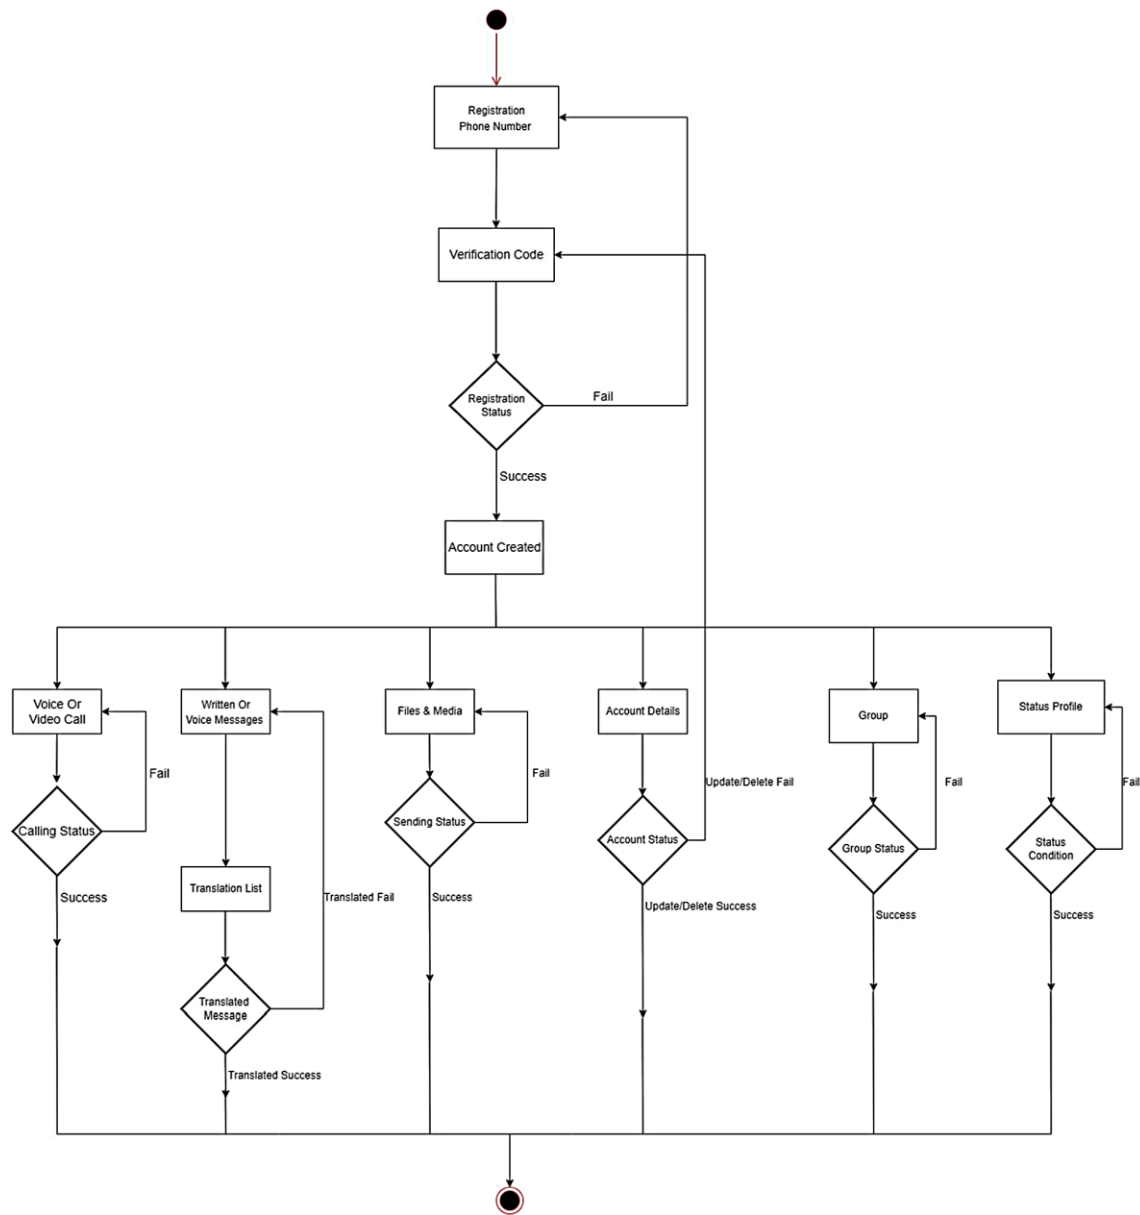 Registration
Phone Number
Verification Code
Registration
Status
Fail
Success
Account Created
Voice Or
Video Call
Written Or
Voice Messages
Files & Media
Account Details
Group
Status Profile
Fail
Fail
Update/Delete Fail
Fail
Fail
Calling Status
Sending Status
Account Status
Group Status
Status
Condition
Translation List
Translated Fail
Success
Success
Update/Delete Success
Success
Success
Translated
Message
Translated Success